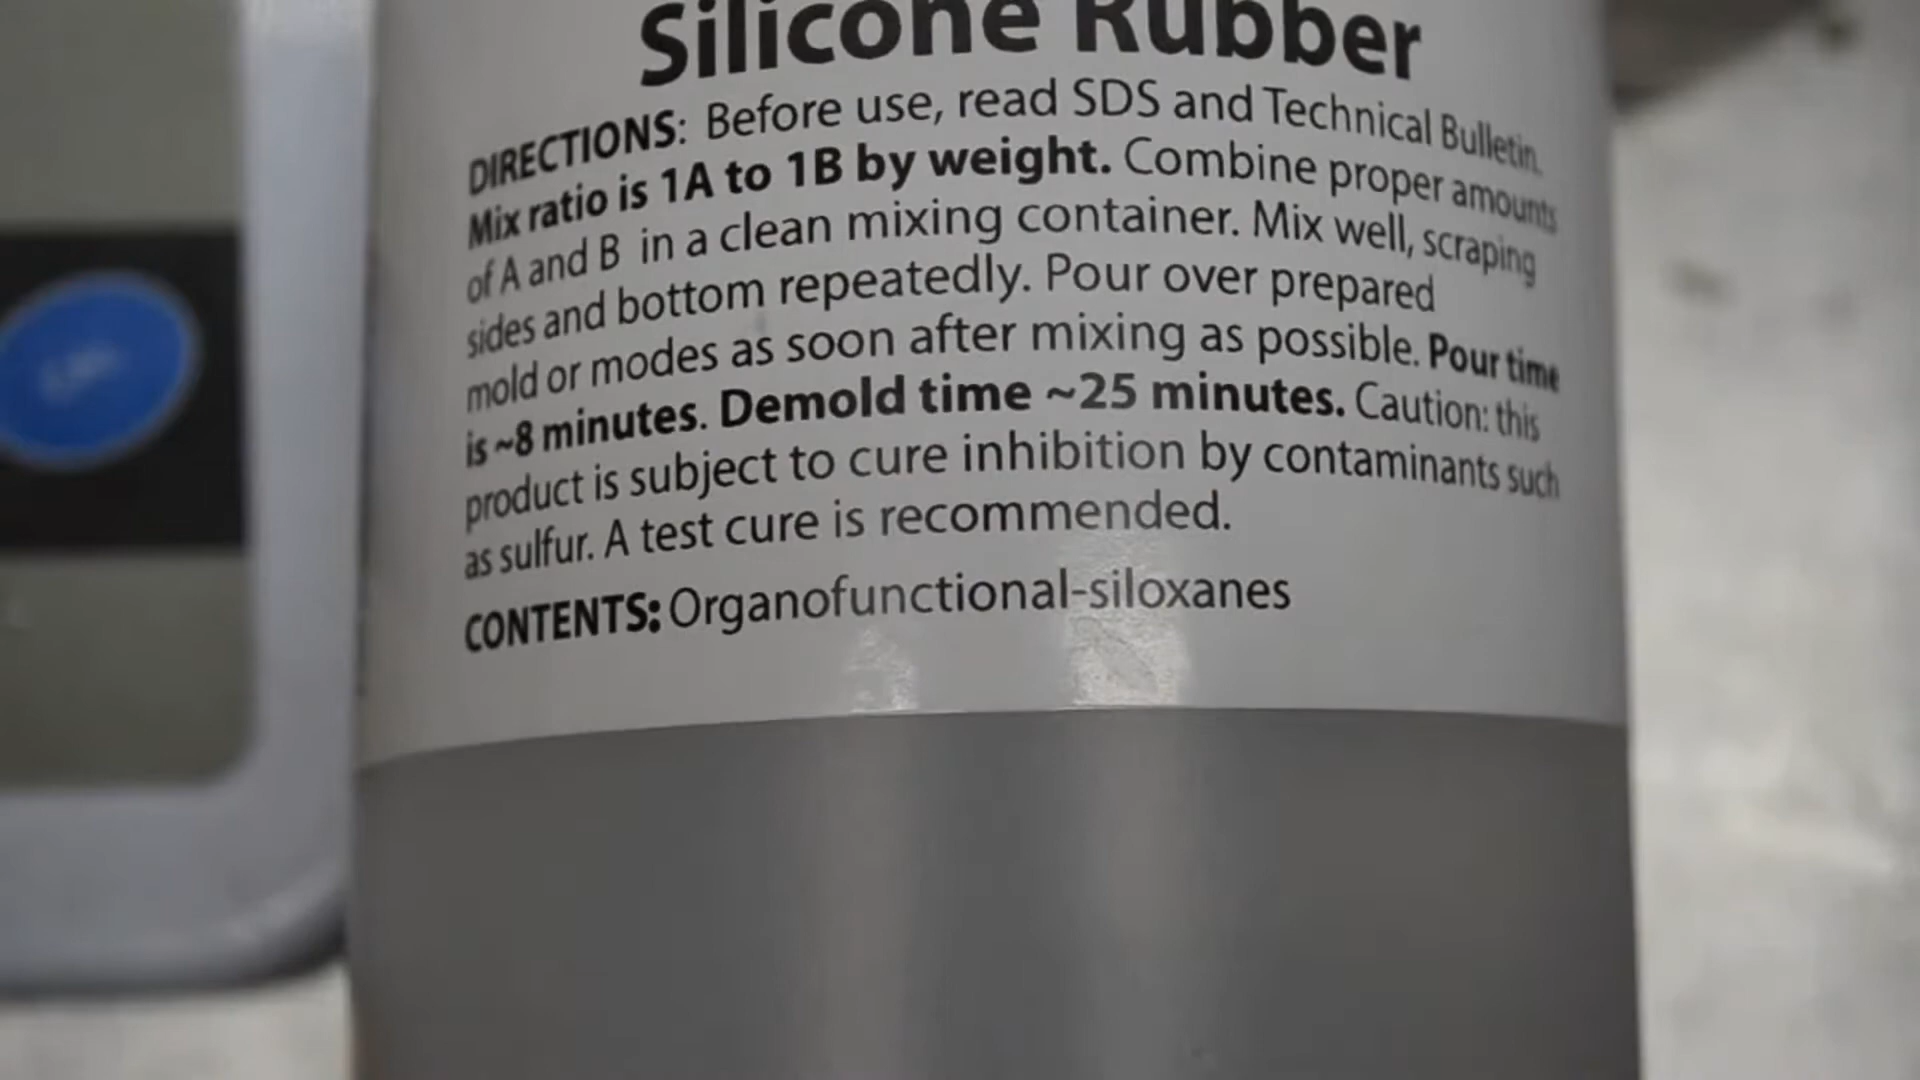 Silicone Rubber
DIRECTIONS: Before use, read SDS and Technical Bulletin.
Mix ratio is 1A to 1B by weight. Combine proper amounts
of A and B in a clean mixing container. Mix well, scraping
sides and bottom repeatedly. Pour over prepared
mold or modes as soon after mixing as possible. Pour time
is ~8 minutes. Demold time ~25 minutes. Caution: this
product is subject to cure inhibition by contaminants such
as sulfur. A test cure is recommended.
CONTENTS: Organofunctional-siloxanes